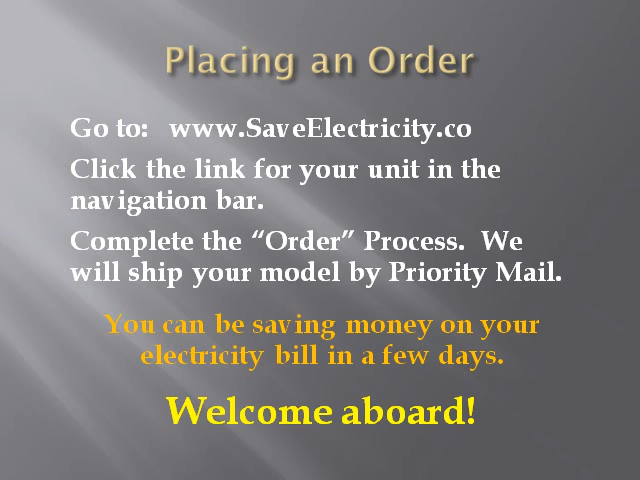 Placing an Order
Go to:   www.SaveElectricity.co
Click the link for your unit in the
navigation bar.
Complete the “Order” Process.  We
will ship your model by Priority Mail.
You can be saving money on your
electricity bill in a few days.
Welcome aboard!